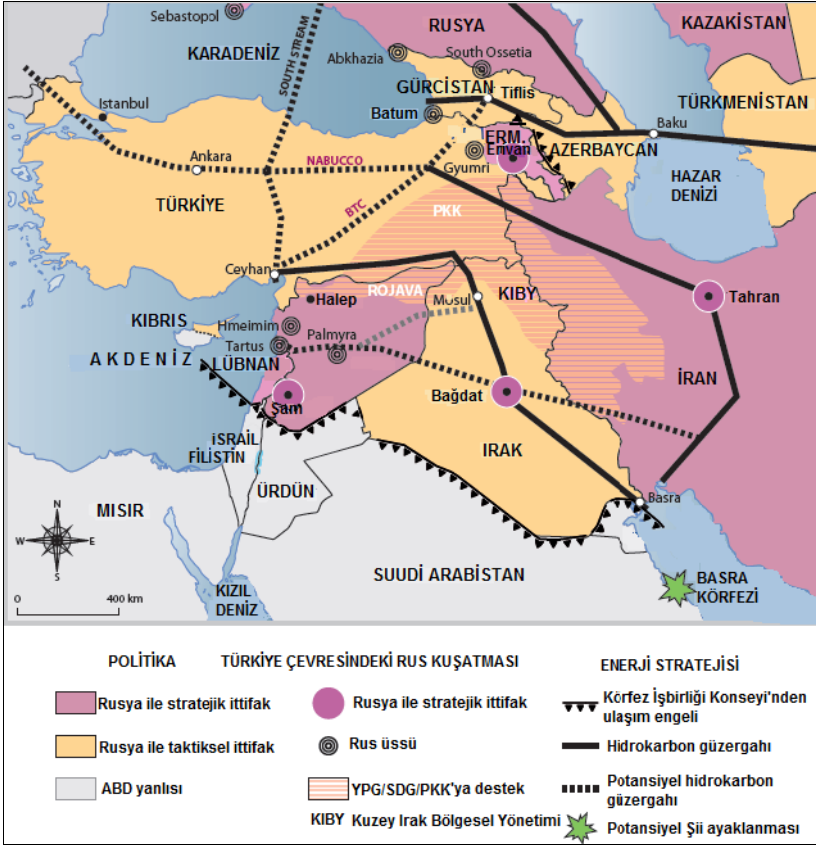 Sebastopol
RUSYA
KAZAKİSTAN
KARADENİZ
SOUTH STREAM
Abkhazia
South Ossetia
GÜRCİSTAN
Tiflis
TÜRKMENİSTAN
Istanbul
Batum
Baku
ERM.
Erivan
AZERBAYCAN
Ankara
NABUCCO
Gyumri
HAZAR
DENİZİ
TÜRKİYE
BTC
PKK
Ceyhan
ROJAVA
Halep
Mosul
KIBY
Tahran
KIBRIS
Hmeimim
Palmyra
Tartus
AKDENİZ
LÜBNAN
İRAN
Şam
Bağdat
İSRAİL
FİLİSTİN
IRAK
ÜRDÜN
Basra
MISIR
N
W
E
S
SUUDİ ARABİSTAN
BASRA
KÖRFEZİ
KIZIL
DENİZ
0 400 km
POLİTİKA
Rusya ile stratejik ittifak
Rusya ile taktiksel ittifak
ABD yanlısı
TÜRKİYE ÇEVRESİNDEKİ RUS KUŞATMASI
Rusya ile stratejik ittifak
Rus üssü
YPG/SDG/PKK'ya destek
KIBY Kuzey Irak Bölgesel Yönetimi
ENERJİ STRATEJİSİ
Körfez İşbirliği Konseyi'nden
ulaşım engeli
Hidrokarbon güzergahı
Potansiyel hidrokarbon
güzergahı
Potansiyel Şii ayaklanması